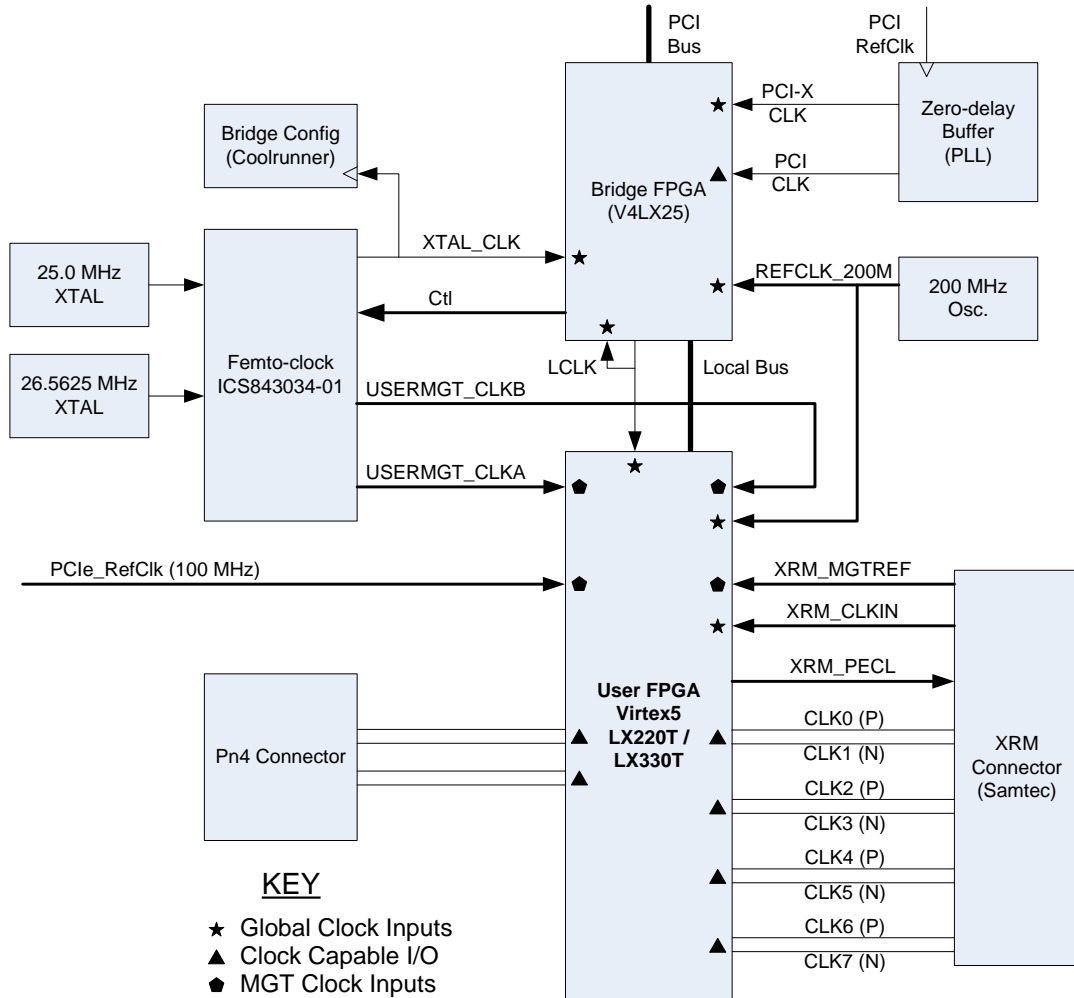 PCI
Bus
PCI
RefClk
PCI-X
CLK
Zero-delay
Buffer
(PLL)
Bridge Config
(Coolrunner)
PCI
CLK
Bridge FPGA
(V4LX25)
XTAL_CLK
25.0 MHz
XTAL
REFCLK_200M
200 MHz
Osc.
Ctl
Femto-clock
ICS843034-01
LCLK
Local Bus
26.5625 MHz
XTAL
USERMGT_CLKB
USERMGT_CLKA
PCIe_RefClk (100 MHz)
XRM_MGTREF
XRM_CLKIN
XRM_PECL
User FPGA
Virtex5
LX220T /
LX330T
Pn4 Connector
CLK0 (P)
CLK1 (N)
CLK2 (P)
CLK3 (N)
CLK4 (P)
CLK5 (N)
CLK6 (P)
CLK7 (N)
XRM
Connector
(Samtec)
KEY
Global Clock Inputs
Clock Capable I/O
MGT Clock Inputs